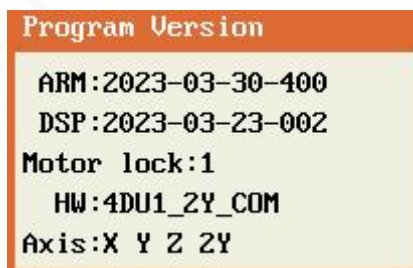 Program Version
ARM:2023-03-30-400
DSP:2023-03-23-002
Motor lock:1
HW:4DU1_2Y_COM
Axis:X Y Z 2Y